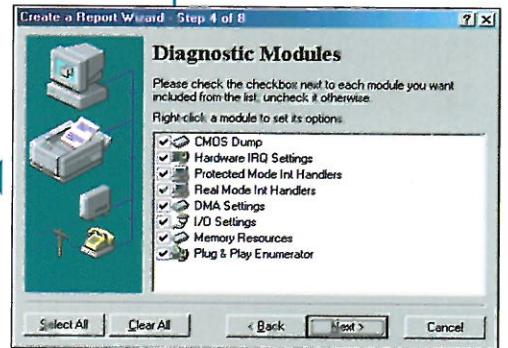 Create a Report Wizard - Step 4 of 8
Diagnostic Modules
Please check the checkbox next to each module you want
included from the list, uncheck it otherwise.
Right-click a module to set its options.
CMOS Dump
Hardware IRQ Settings
Protected Mode Int Handlers
Real Mode Int Handlers
DMA Settings
I/O Settings
Memory Resources
Plug & Play Enumerator
Select All
Clear All
< Back
Next >
Cancel